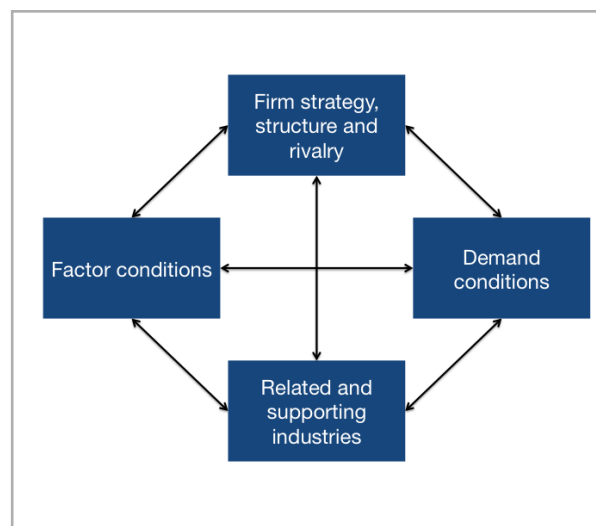 Firm strategy,
structure and
rivalry
Factor conditions
Demand
conditions
Related and
supporting
industries